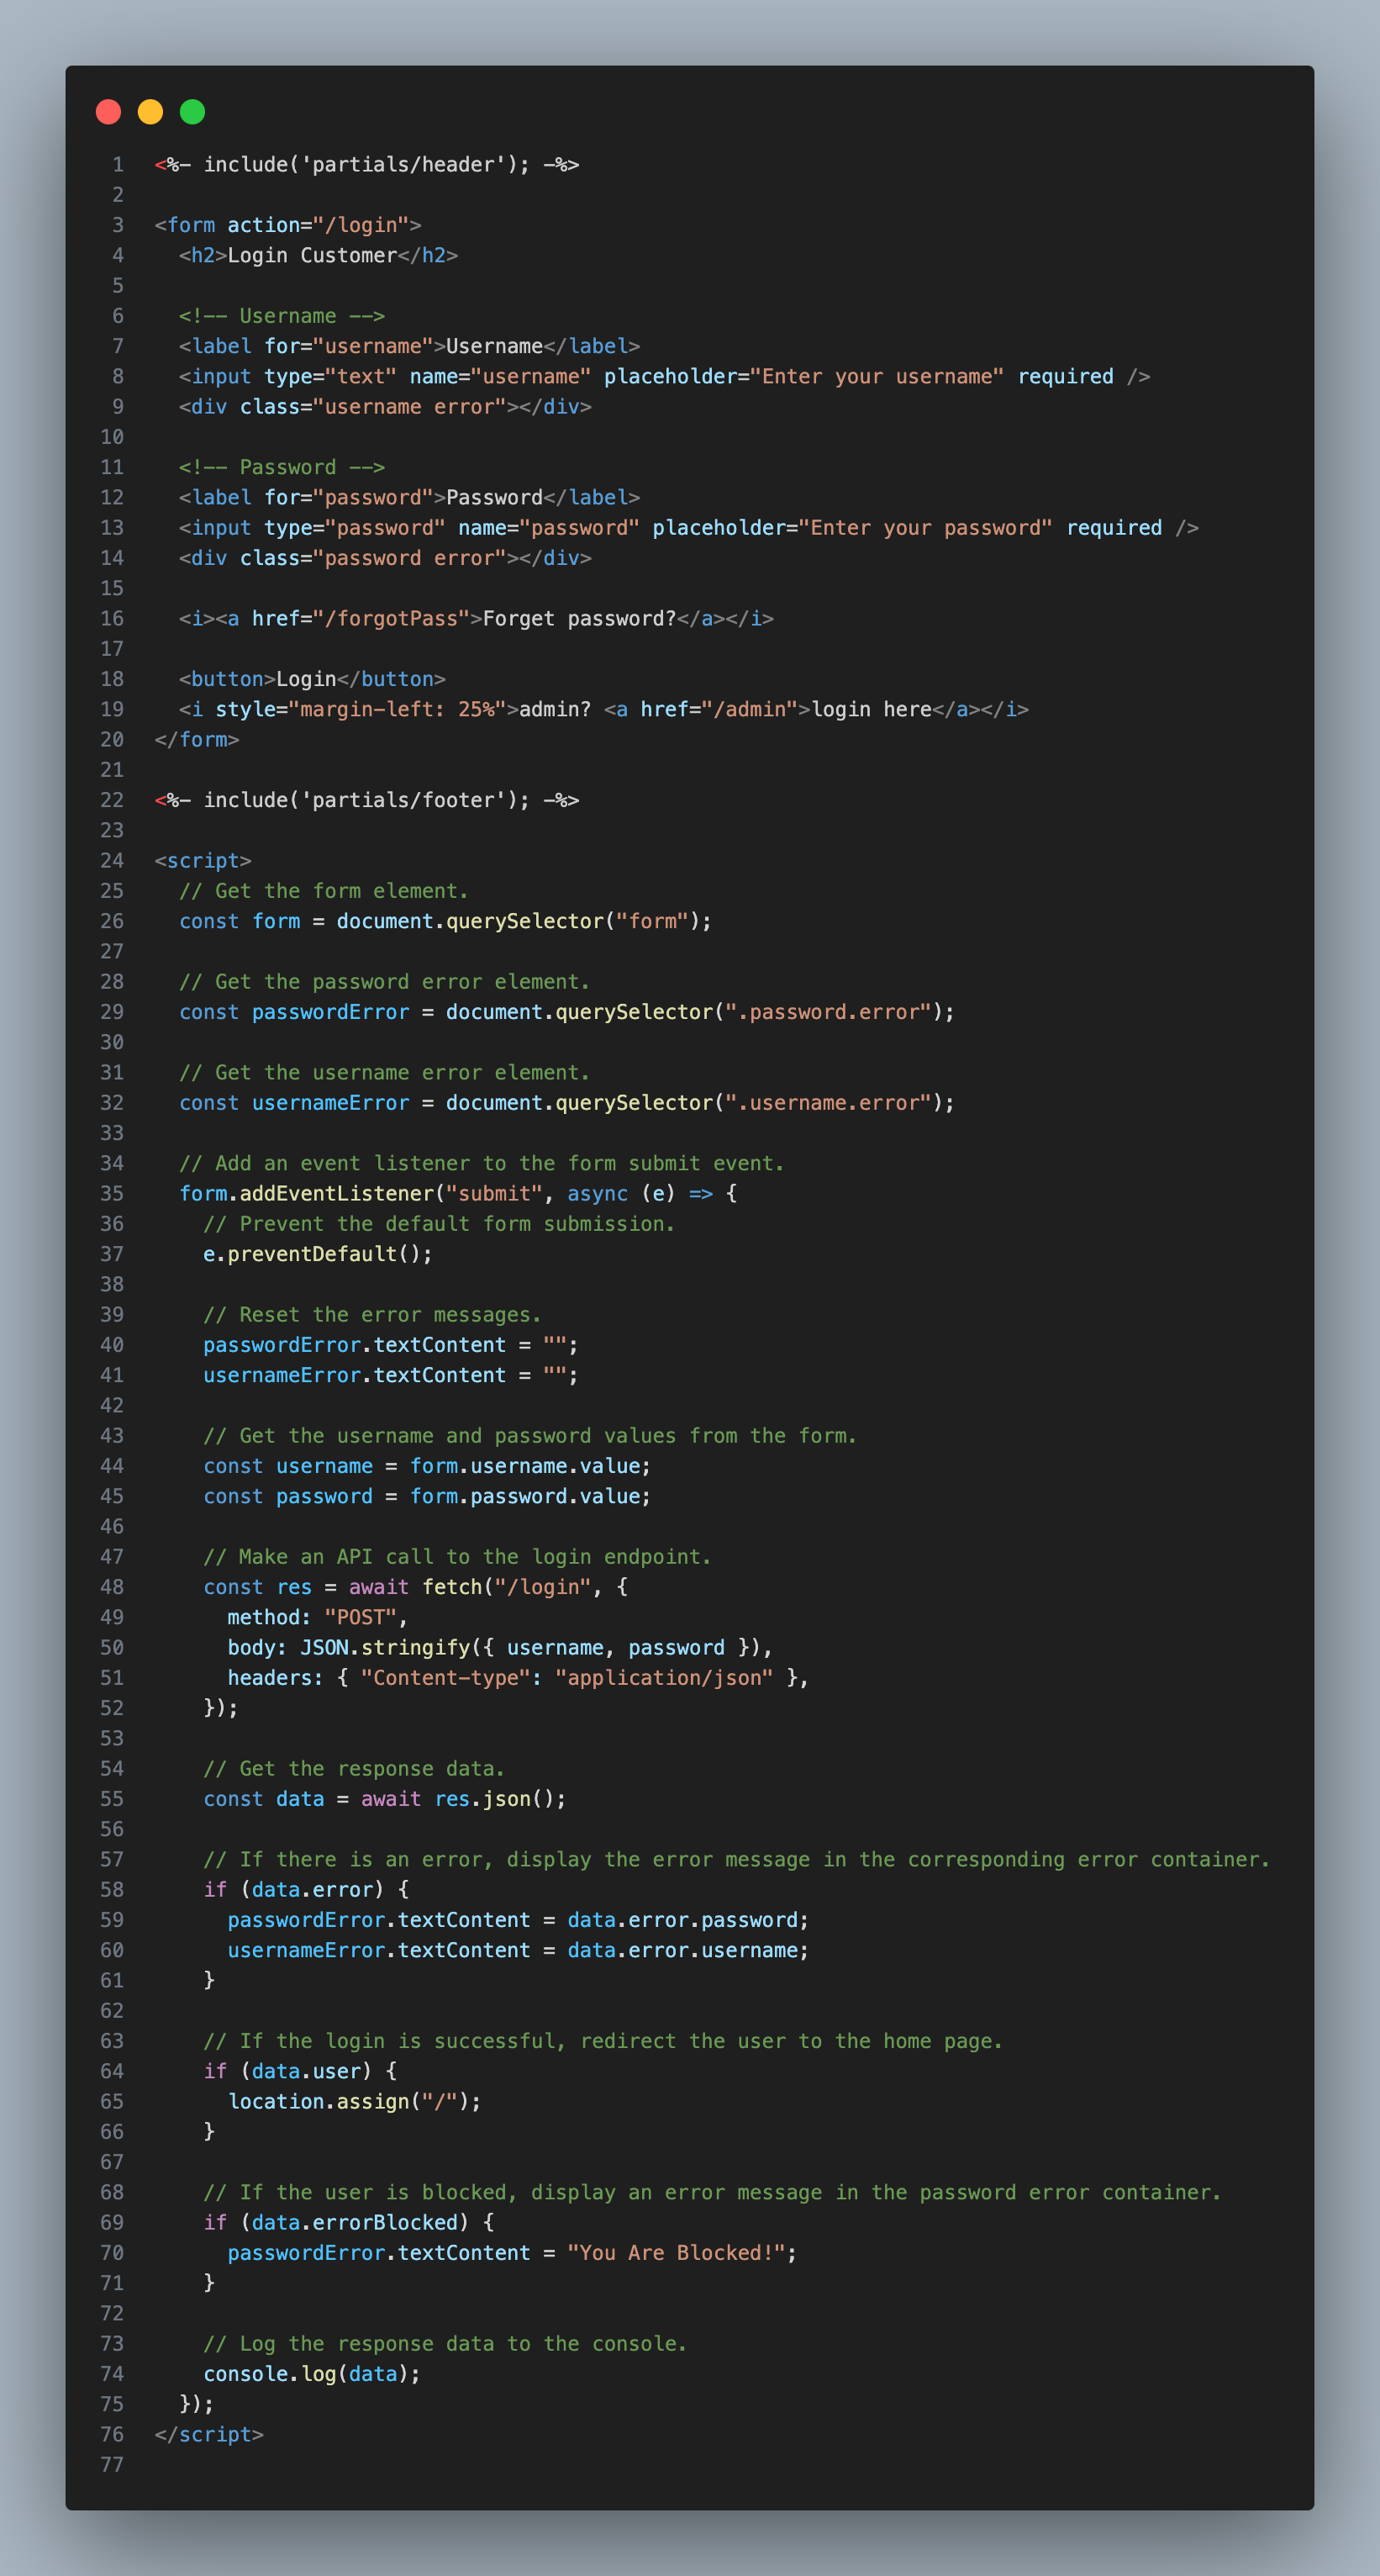 1 <%- include('partials/header'); -%>
2
3 <form action="/login">
4   <h2>Login Customer</h2>
5
6   <!-- Username -->
7   <label for="username">Username</label>
8   <input type="text" name="username" placeholder="Enter your username" required />
9   <div class="username error"></div>
10
11   <!-- Password -->
12   <label for="password">Password</label>
13   <input type="password" name="password" placeholder="Enter your password" required />
14   <div class="password error"></div>
15
16   <i><a href="/forgotPass">Forget password?</a></i>
17
18   <button>Login</button>
19   <i style="margin-left: 25%">admin? <a href="/admin">login here</a></i>
20 </form>
21
22 <%- include('partials/footer'); -%>
23
24 <script>
25   // Get the form element.
26   const form = document.querySelector("form");
27
28   // Get the password error element.
29   const passwordError = document.querySelector(".password.error");
30
31   // Get the username error element.
32   const usernameError = document.querySelector(".username.error");
33
34   // Add an event listener to the form submit event.
35   form.addEventListener("submit", async (e) => {
36     // Prevent the default form submission.
37     e.preventDefault();
38
39     // Reset the error messages.
40     passwordError.textContent = "";
41     usernameError.textContent = "";
42
43     // Get the username and password values from the form.
44     const username = form.username.value;
45     const password = form.password.value;
46
47     // Make an API call to the login endpoint.
48     const res = await fetch("/login", {
49       method: "POST",
50       body: JSON.stringify({ username, password }),
51       headers: { "Content-type": "application/json" },
52     });
53
54     // Get the response data.
55     const data = await res.json();
56
57     // If there is an error, display the error message in the corresponding error container.
58     if (data.error) {
59       passwordError.textContent = data.error.password;
60       usernameError.textContent = data.error.username;
61     }
62
63     // If the login is successful, redirect the user to the home page.
64     if (data.user) {
65       location.assign("/");
66     }
67
68     // If the user is blocked, display an error message in the password error container.
69     if (data.errorBlocked) {
70       passwordError.textContent = "You Are Blocked!";
71     }
72
73     // Log the response data to the console.
74     console.log(data);
75   });
76 </script>
77